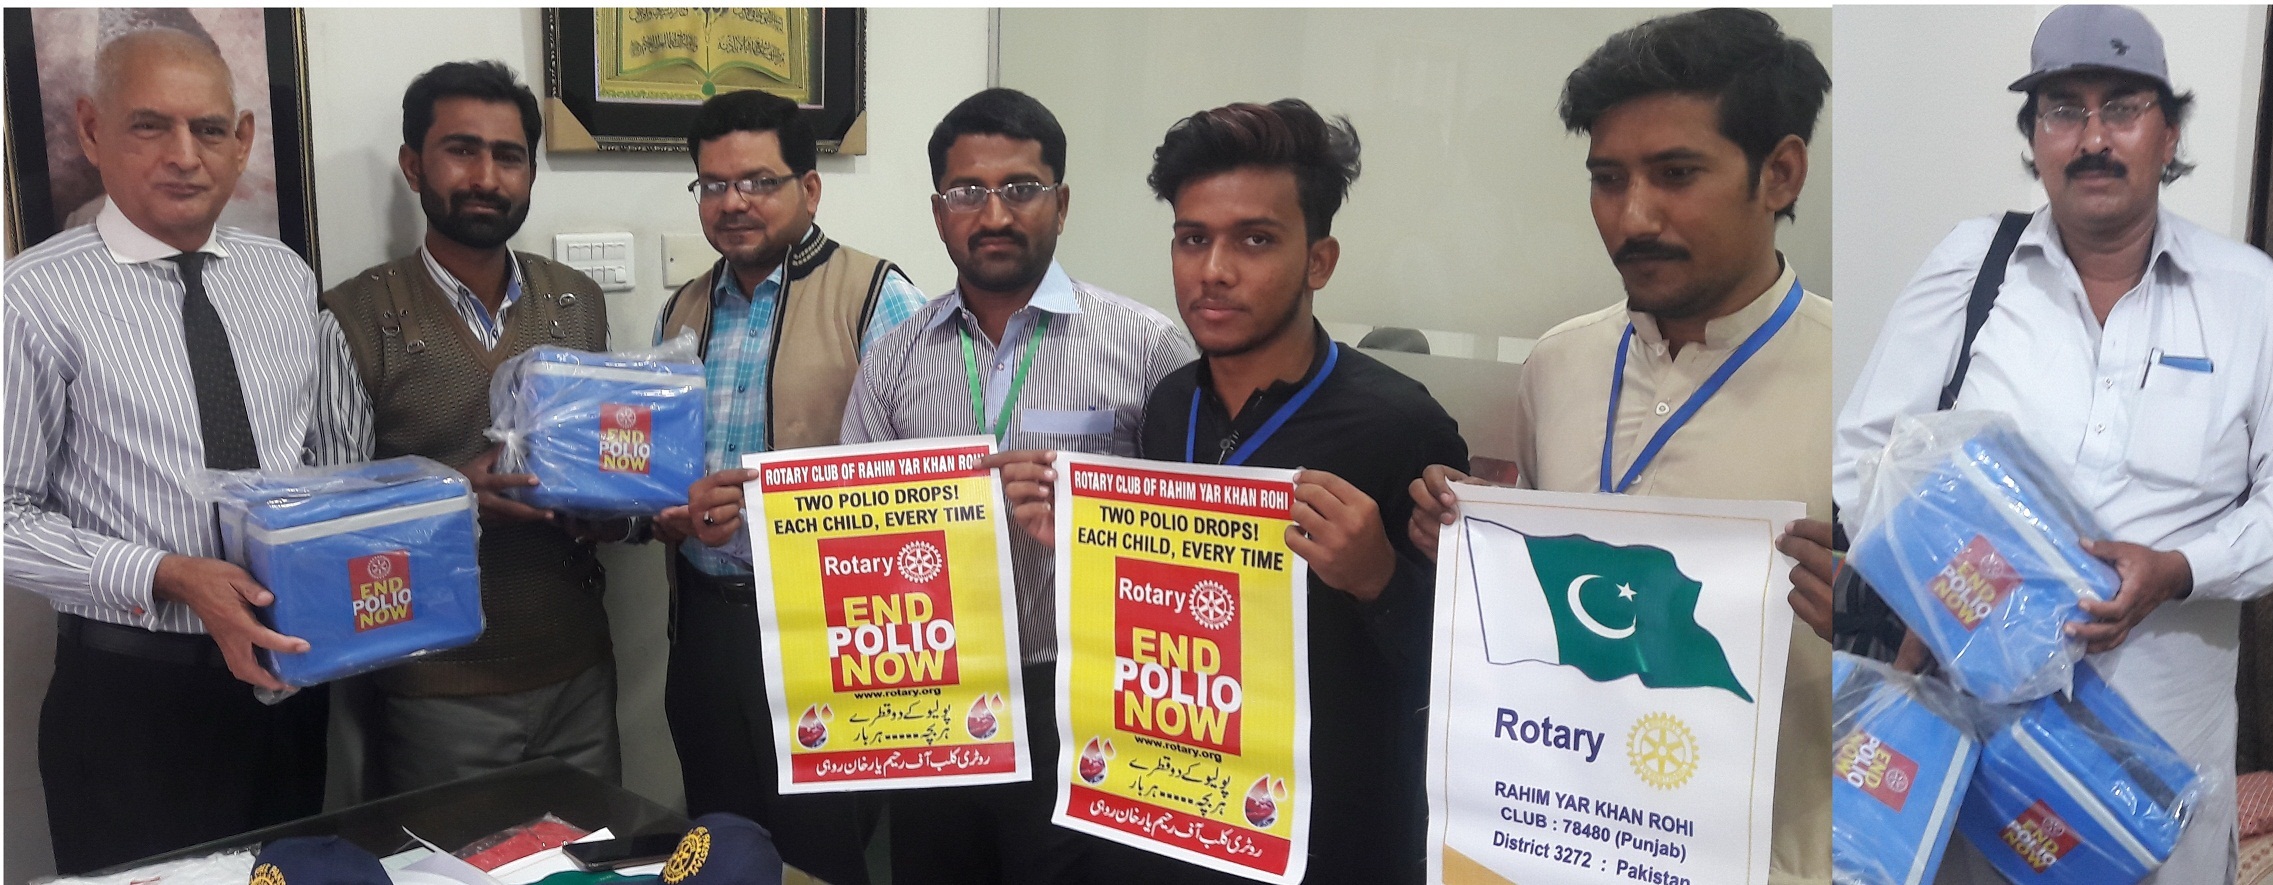 END
POLIO
NOW
END
POLIO
NOW
ROTARY CLUB OF RAHIM YAR KHAN ROHI
TWO POLIO DROPS!
EACH CHILD, EVERY TIME
Rotary
END
POLIO
NOW
www.rotary.org
پولیو کے دو قطرے
ہر بچہ ----- ہر بار
روٹری کلب آف رحیم یار خان روہی
ROTARY CLUB OF RAHIM YAR KHAN ROHI
TWO POLIO DROPS!
EACH CHILD, EVERY TIME
Rotary
END
POLIO
NOW
www.rotary.org
پولیو کے دو قطرے
ہر بچہ ----- ہر بار
روٹری کلب آف رحیم یار خان روہی
Rotary
RAHIM YAR KHAN ROHI
CLUB : 78480 (Punjab)
District 3272 : Pakistan
END
POLIO
NOW
END
POLIO
NOW
END
POLIO
NOW